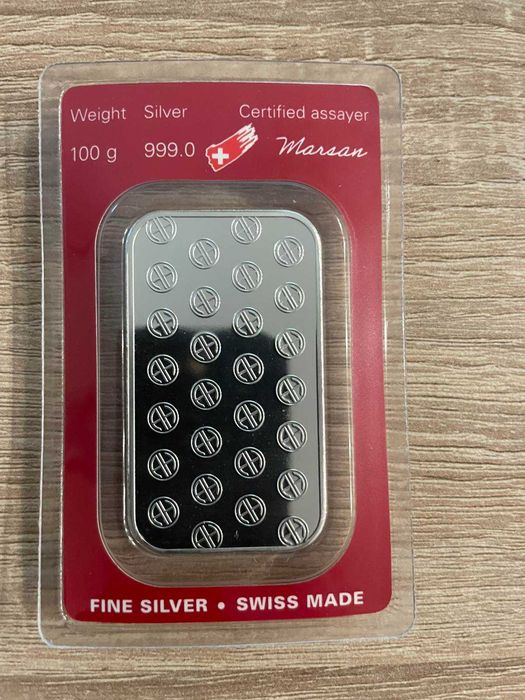 Weight Silver Certified assayer
100 g 999.0 Marsan
FINE SILVER • SWISS MADE